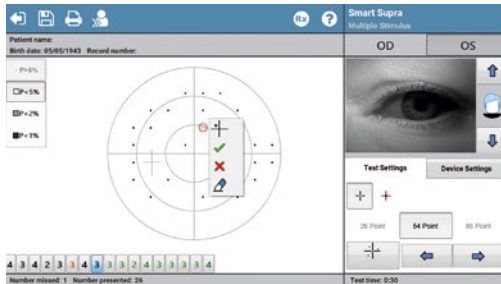 Rx
?
Smart Supra
Multiple Stimulus
Patient name:
Birth date: 05/05/1943 Record number:
OD
OS
P>5%
P<5%
P<2%
P<1%
Test Settings
Device Settings
26 Point
54 Point
86 Point
4 3 4 2 3 3 4 3 3 3 2 4 3 3 3 3 4
Number missed: 1 Number presented: 26
Test time: 0:30